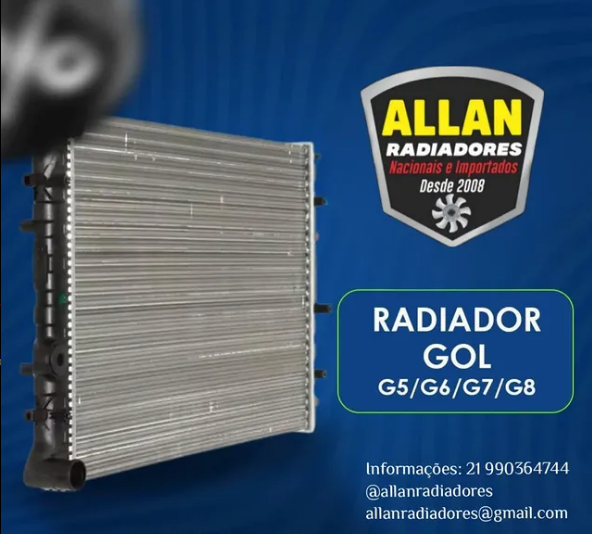 %
ALLAN
RADIADORES
Nacionais e Importados
Desde 2008
RADIADOR
GOL
G5/G6/G7/G8
Informações: 21 990364744
@allanradiadores
allanradiadores@gmail.com